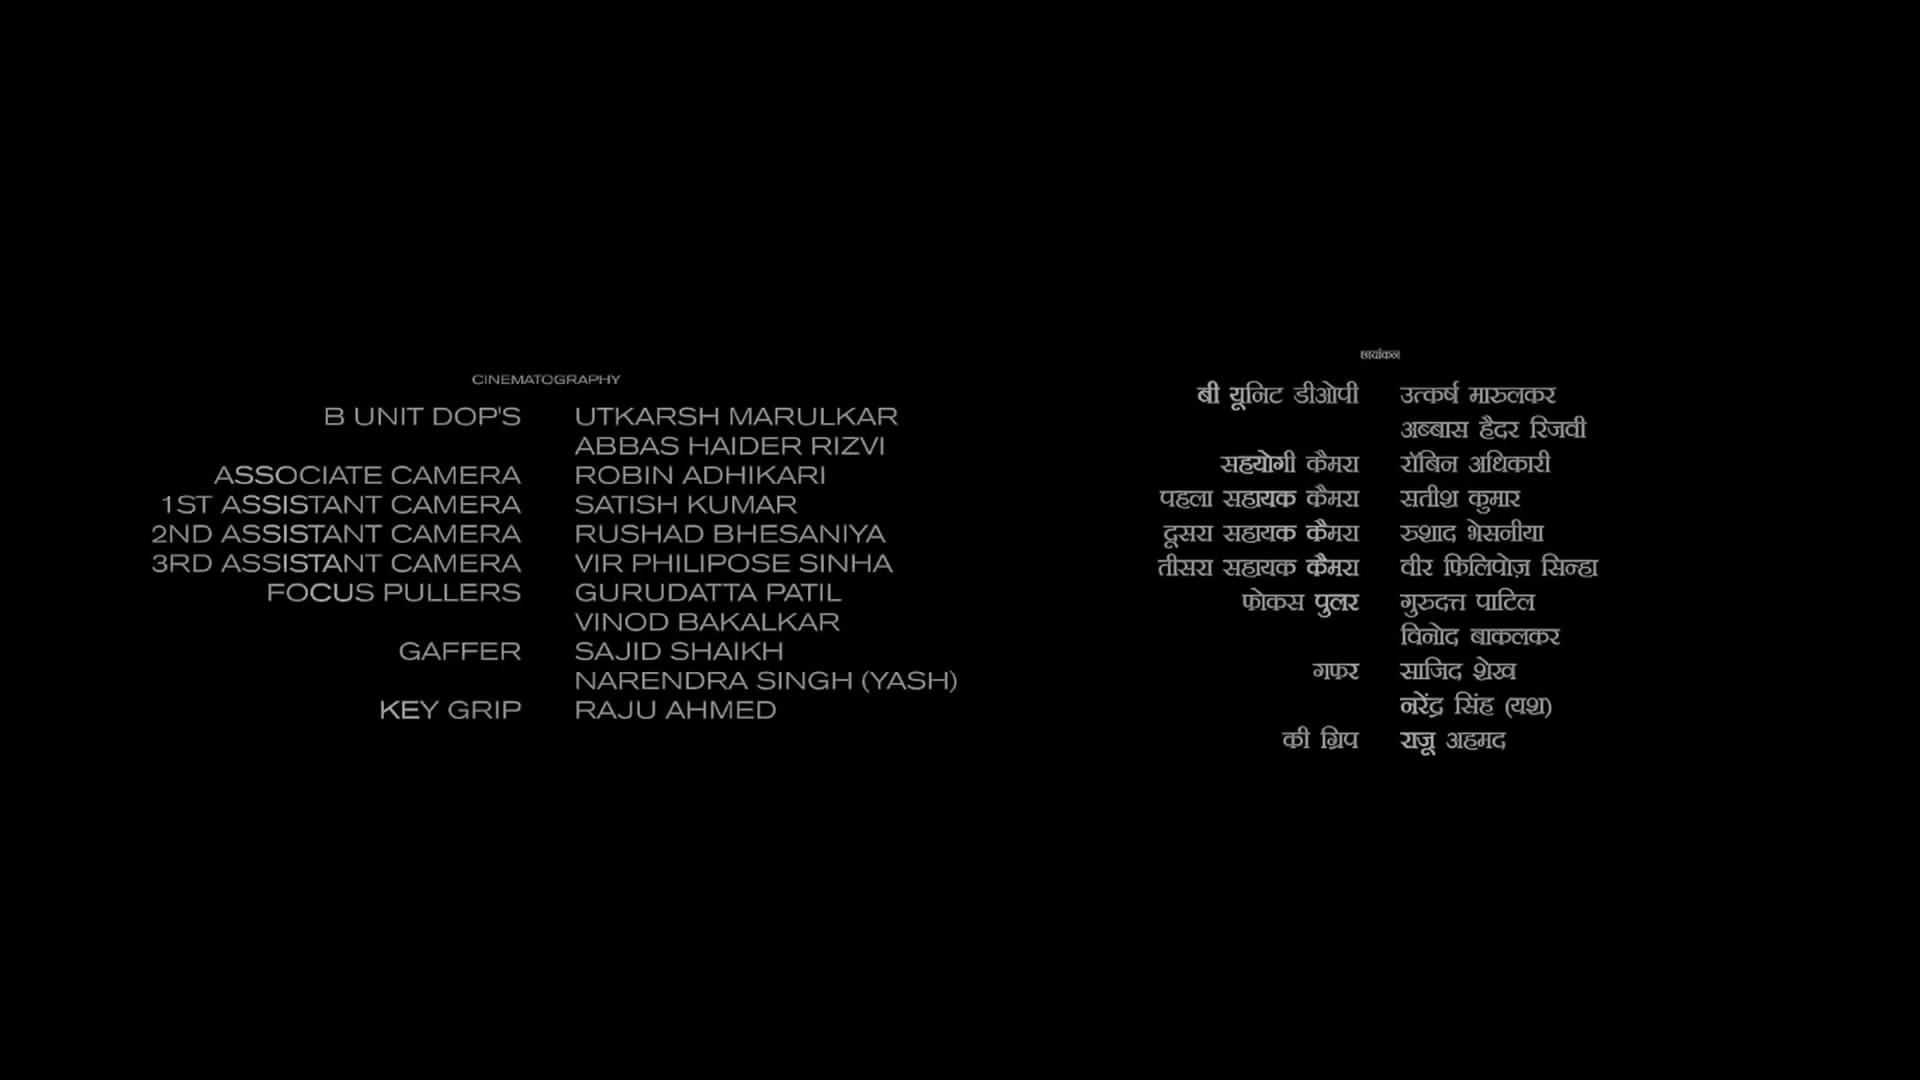 CINEMATOGRAPHY
B UNIT DOP'S UTKARSH MARULKAR
ABBAS HAIDER RIZVI
ASSOCIATE CAMERA ROBIN ADHIKARI
1ST ASSISTANT CAMERA SATISH KUMAR
2ND ASSISTANT CAMERA RUSHAD BHESANIYA
3RD ASSISTANT CAMERA VIR PHILIPOSE SINHA
FOCUS PULLERS GURUDATTA PATIL
VINOD BAKALKAR
GAFFER SAJID SHAIKH
NARENDRA SINGH (YASH)
KEY GRIP RAJU AHMED
छायांकन
बी यूनिट डीओपी उत्कर्ष मारुलकर
अब्बास हैदर रिजवी
सहयोगी कैमरा रॉबिन अधिकारी
पहला सहायक कैमरा सतीश कुमार
दूसरा सहायक कैमरा रुशाद भेसनीया
तीसरा सहायक कैमरा वीर फिलिपोज़ सिन्हा
फोकस पुलर गुरुदत्त पाटिल
विनोद बाकलकर
गफर साजिद शेख
नरेंद्र सिंह (यश)
की ग्रिप राजू अहमद